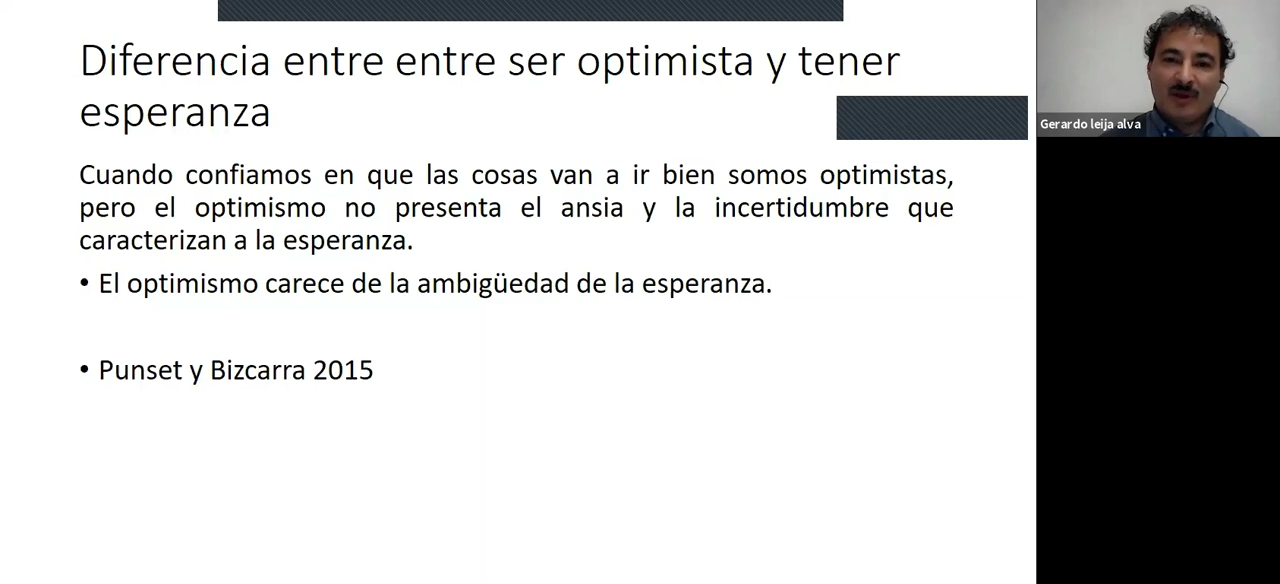 Diferencia entre entre ser optimista y tener
esperanza
Cuando confiamos en que las cosas van a ir bien somos optimistas,
pero el optimismo no presenta el ansia y la incertidumbre que
caracterizan a la esperanza.
• El optimismo carece de la ambigüedad de la esperanza.
• Punset y Bizcarra 2015
Gerardo leija alva